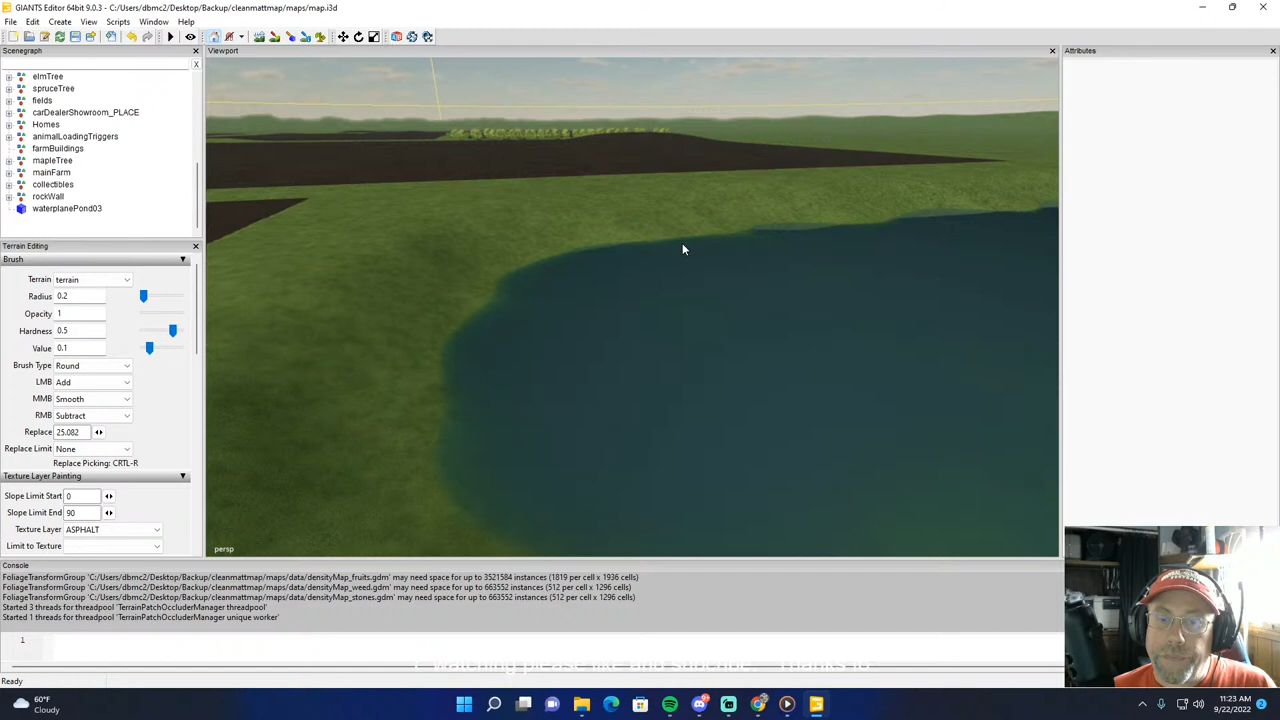 GIANTS Editor 64bit 9.0.3 - C:/Users/dbmc2/Desktop/Backup/cleanmattmap/maps/map.i3d
File Edit Create View Scripts Window Help
Scenegraph
X
elmTree
spruceTree
fields
carDealerShowroom_PLACE
Homes
animalLoadingTriggers
farmBuildings
mapleTree
mainFarm
collectibles
rockWall
waterplanePond03
Terrain Editing
Brush
Terrain terrain
Radius 0.2
Opacity 1
Hardness 0.5
Value 0.1
Brush Type Round
LMB Add
MMB Smooth
RMB Subtract
Replace 25.082
Replace Limit None
Replace Picking: CRTL-R
Texture Layer Painting
Slope Limit Start 0
Slope Limit End 90
Texture Layer ASPHALT
Limit to Texture
Viewport
persp
Attributes
Console
FoliageTransformGroup 'C:/Users/dbmc2/Desktop/Backup/cleanmattmap/maps/data/densityMap_fruits.gdm' may need space for up to 3521584 instances (1819 per cell x 1936 cells)
FoliageTransformGroup 'C:/Users/dbmc2/Desktop/Backup/cleanmattmap/maps/data/densityMap_weed.gdm' may need space for up to 663552 instances (512 per cell x 1296 cells)
FoliageTransformGroup 'C:/Users/dbmc2/Desktop/Backup/cleanmattmap/maps/data/densityMap_stones.gdm' may need space for up to 663552 instances (512 per cell x 1296 cells)
Started 3 threads for threadpool 'TerrainPatchOccluderManager threadpool'
Started 1 threads for threadpool 'TerrainPatchOccluderManager unique worker'
1
watching please like and Thanks to
Ready
60°F
Cloudy
11:23 AM
9/22/2022